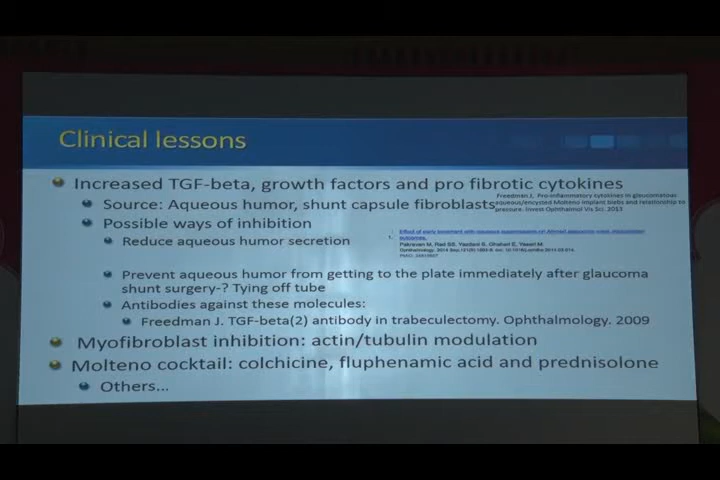 Clinical lessons
Increased TGF-beta, growth factors and pro fibrotic cytokines
Source: Aqueous humor, shunt capsule fibroblasts
Freedman J, Pro-inflammatory cytokines in glaucomatous
aqueous/encysted Molteno implant blebs and relationship to
pressure. Invest Ophthalmol Vis Sci. 2013
Possible ways of inhibition
Reduce aqueous humor secretion
1. Effect of early treatment with aqueous suppressants on Ahmed glaucoma valve implantation
outcomes.
Pakravan M, Rad SS, Yazdani S, Ghahari E, Yaseri M.
Ophthalmology. 2014
Prevent aqueous humor from getting to the plate immediately after glaucoma
shunt surgery-? Tying off tube
Antibodies against these molecules:
Freedman J. TGF-beta(2) antibody in trabeculectomy. Ophthalmology. 2009
Myofibroblast inhibition: actin/tubulin modulation
Molteno cocktail: colchicine, fluphenamic acid and prednisolone
Others...